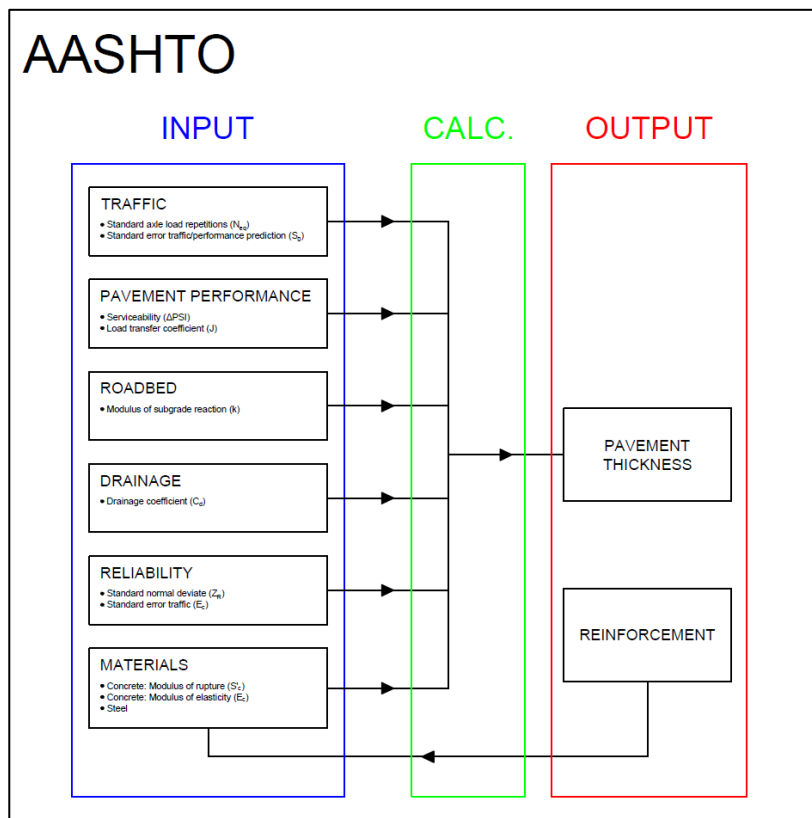 AASHTO
INPUT
CALC.
OUTPUT
TRAFFIC
• Standard axle load repetitions (Neq)
• Standard error traffic/performance prediction (S₀)
PAVEMENT PERFORMANCE
• Serviceability (ΔPSI)
• Load transfer coefficient (J)
ROADBED
• Modulus of subgrade reaction (k)
DRAINAGE
• Drainage coefficient (Cd)
RELIABILITY
• Standard normal deviate (ZR)
• Standard error traffic (Ec)
MATERIALS
• Concrete: Modulus of rupture (S'c)
• Concrete: Modulus of elasticity (Ec)
• Steel
PAVEMENT
THICKNESS
REINFORCEMENT